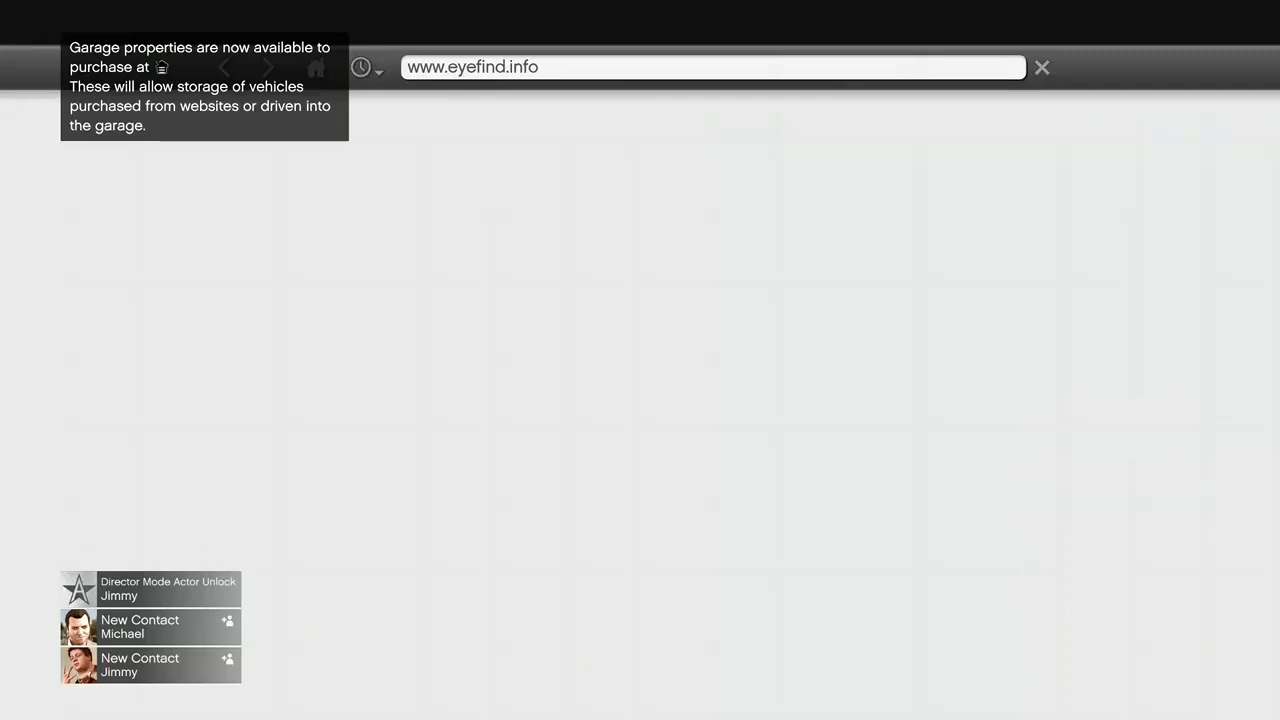 Garage properties are now available to
purchase at
These will allow storage of vehicles
purchased from websites or driven into
the garage.
www.eyefind.info
Director Mode Actor Unlock
Jimmy
New Contact
Michael
New Contact
Jimmy